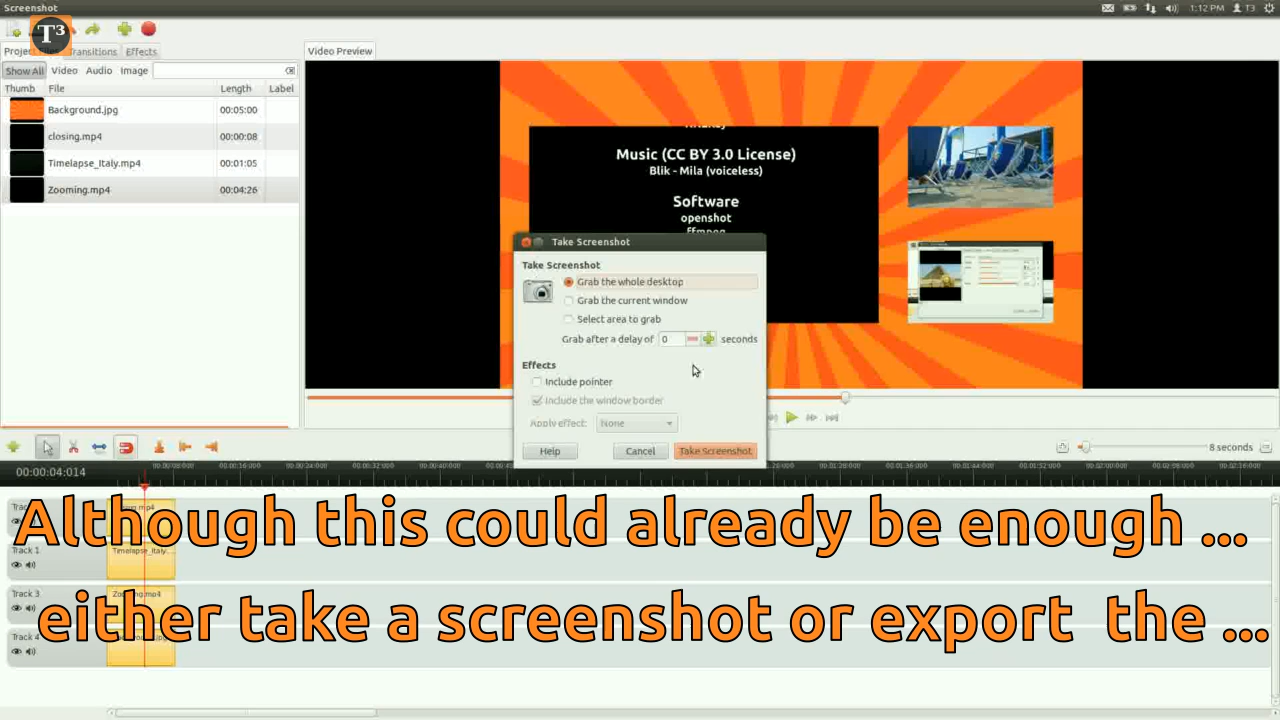 Screenshot
1:12 PM T3
T3
Transitions Effects
Video Preview
Show All Video Audio Image
Thumb File Length Label
Background.jpg 00:05:00
closing.mp4 00:00:08
Timelapse_Italy.mp4 00:01:05
Zooming.mp4 00:04:26
Music (CC BY 3.0 License)
Blik - Mila (voiceless)
Software
openshot
ffmpeg
Take Screenshot
Take Screenshot
Grab the whole desktop
Grab the current window
Select area to grab
Grab after a delay of 0 seconds
Effects
Include pointer
Include the window border
Apply effect: None
Help Cancel Take Screenshot
8 seconds
00:00:04:014
Although this could already be enough ...
Track 1
Timelapse_Italy...
Track 3
either take a screenshot or export the ...
Track 4